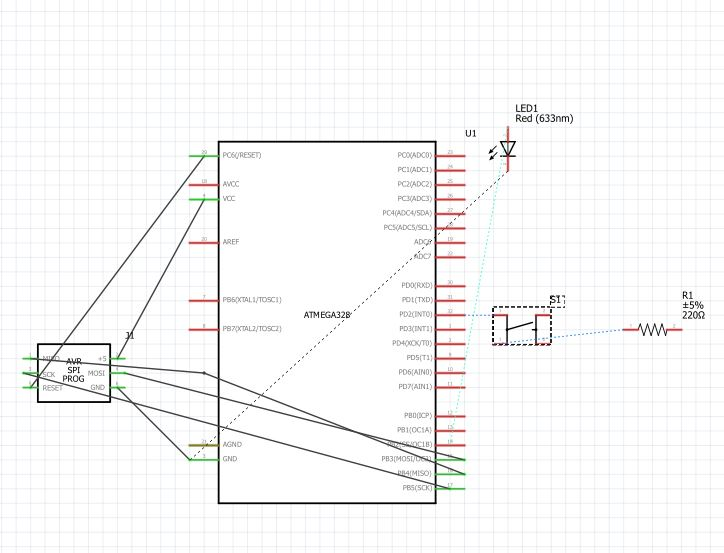 LED1
Red (633nm)
U1
PC6(/RESET)
AVCC
VCC
AREF
PB6(XTAL1/TOSC1)
PB7(XTAL2/TOSC2)
AGND
GND
ATMEGA328
PC0(ADC0)
PC1(ADC1)
PC2(ADC2)
PC3(ADC3)
PC4(ADC4/SDA)
PC5(ADC5/SCL)
ADC6
ADC7
PD0(RXD)
PD1(TXD)
PD2(INT0)
PD3(INT1)
PD4(XCK/T0)
PD5(T1)
PD6(AIN0)
PD7(AIN1)
PB0(ICP)
PB1(OC1A)
PB2(SS/OC1B)
PB3(MOSI/OC2)
PB4(MISO)
PB5(SCK)
S1
R1
±5%
220Ω
J1
MISO
SCK
RESET
AVR
SPI
PROG
+5
MOSI
GND